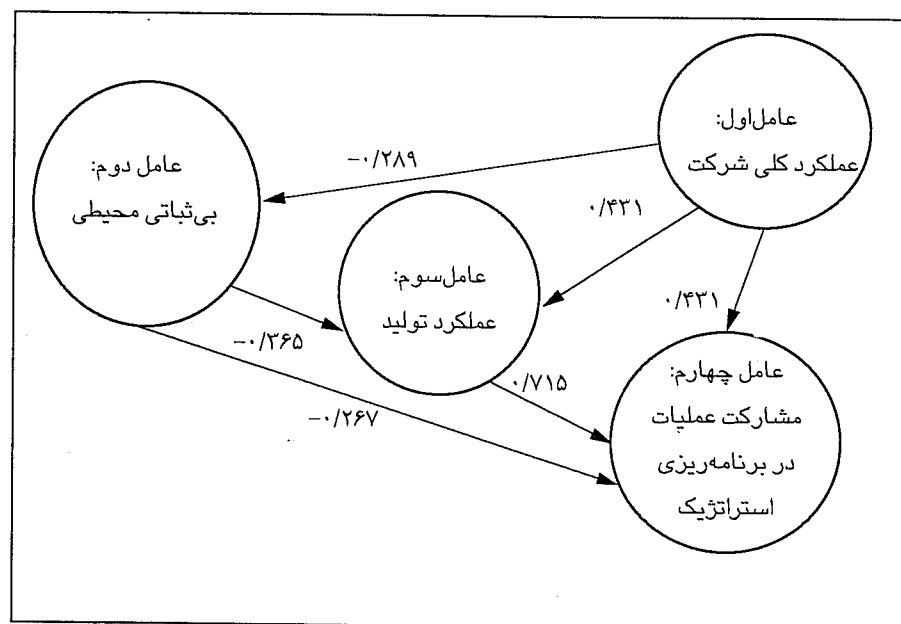 عامل‌اول:
عملکرد کلی شرکت
عامل دوم:
بی‌ثباتی محیطی
−۰/۲۸۹
۰/۴۳۱
عامل‌سوم:
عملکرد تولید
۰/۴۳۱
−۰/۳۶۵
عامل چهارم:
مشارکت عملیات
در برنامه‌ریزی
استراتژیک
۰/۷۱۵
−۰/۲۶۷